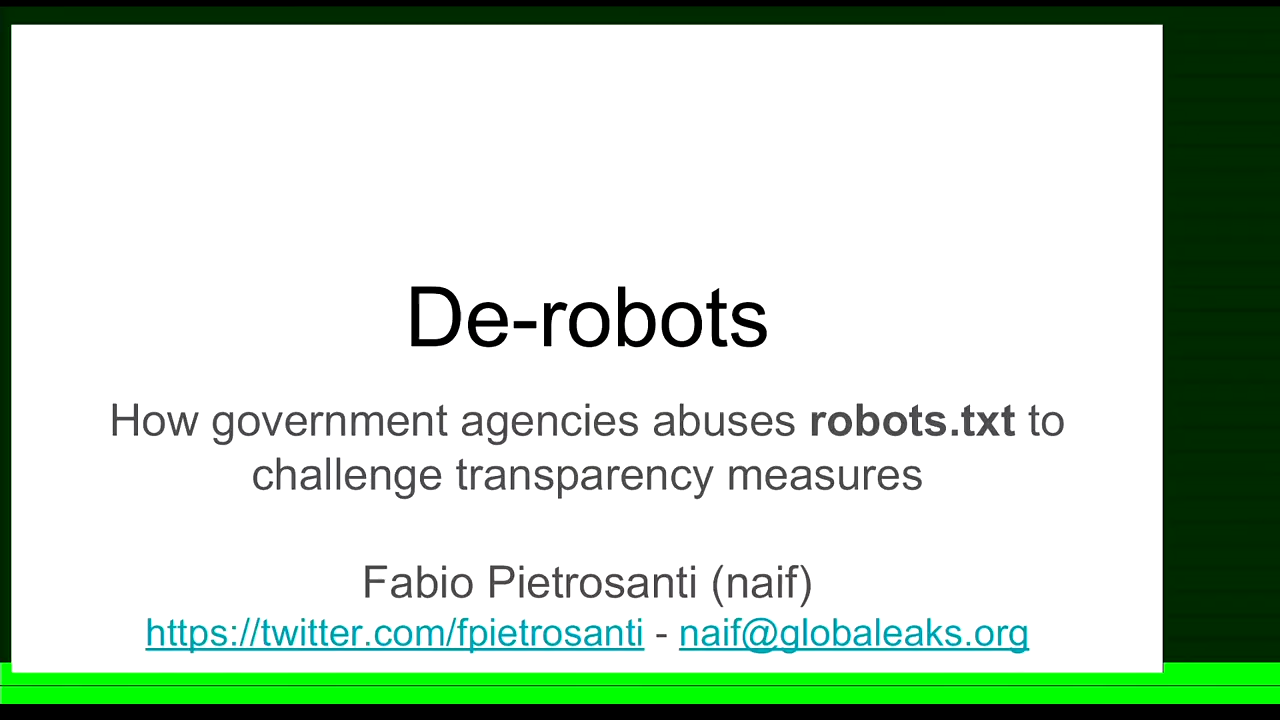 De-robots
How government agencies abuses robots.txt to
challenge transparency measures
Fabio Pietrosanti (naif)
https://twitter.com/fpietrosanti - naif@globaleaks.org